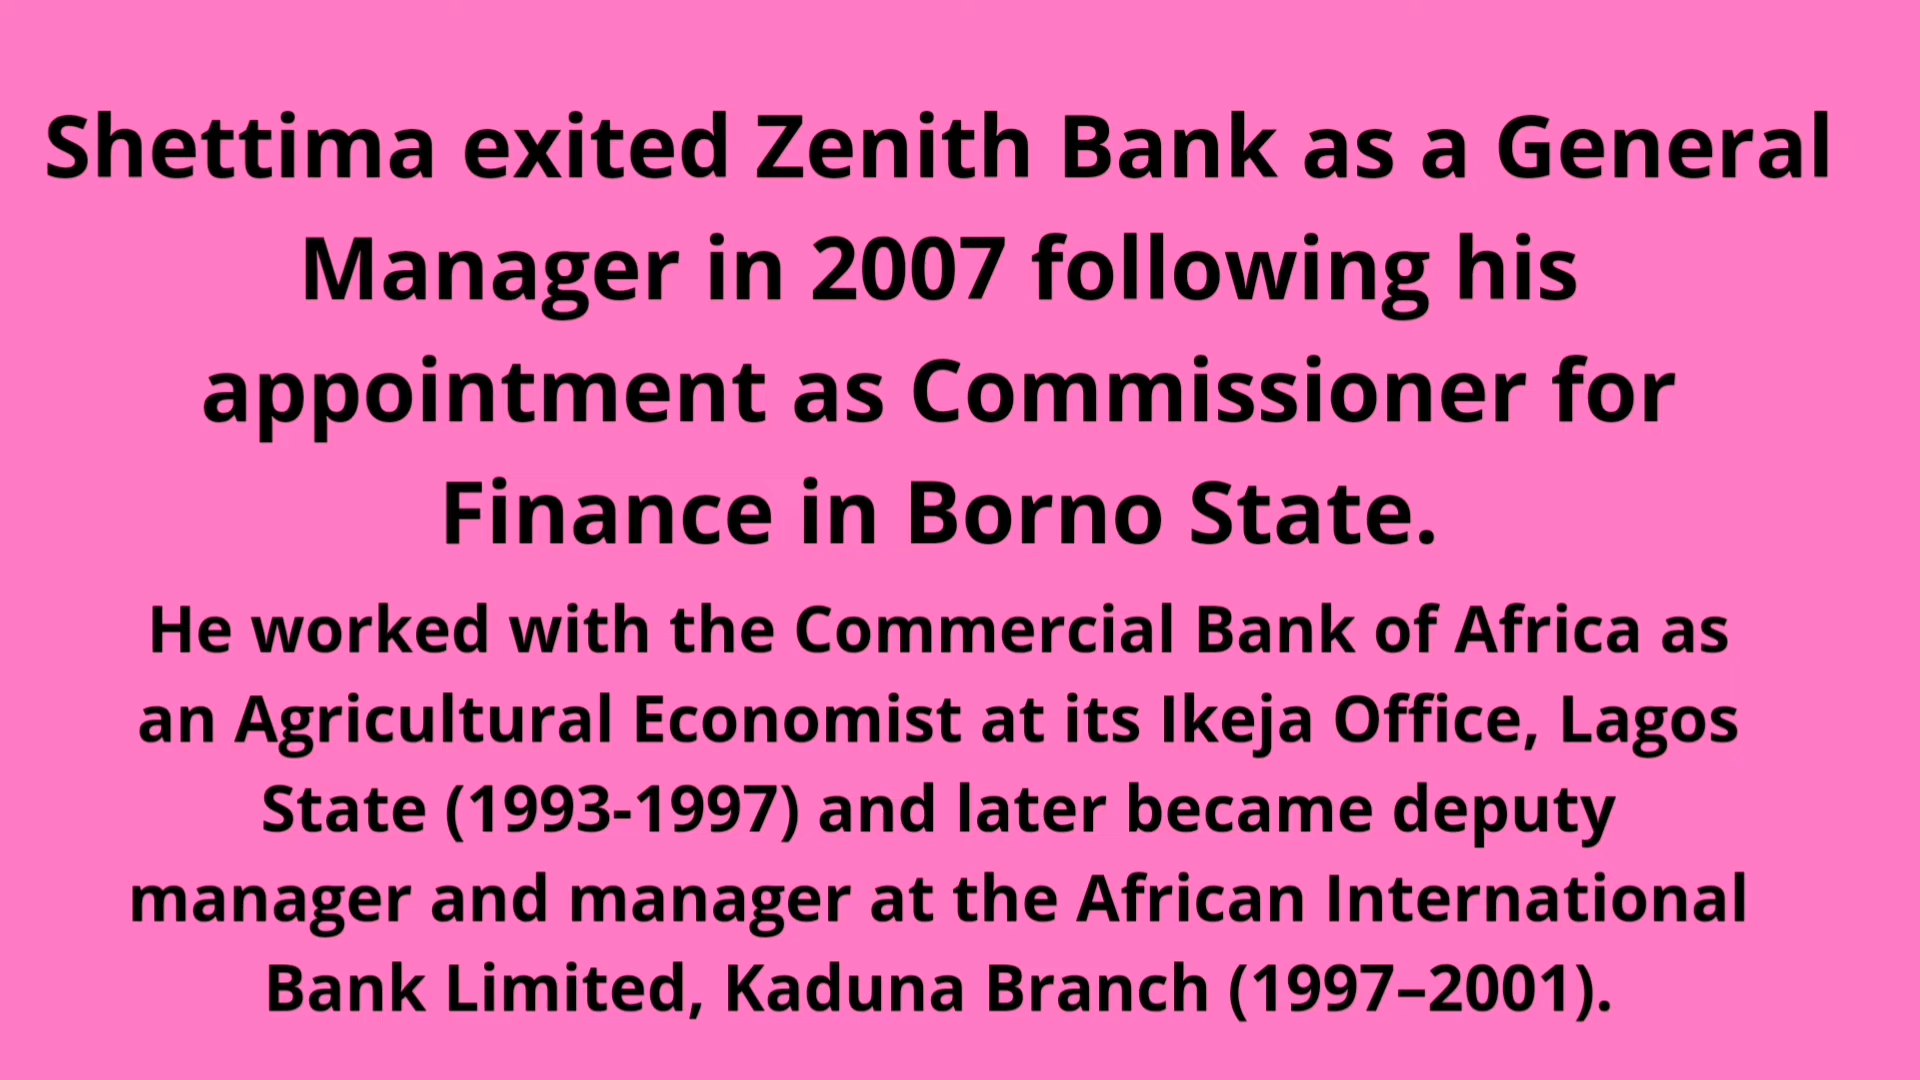 Shettima exited Zenith Bank as a General
Manager in 2007 following his
appointment as Commissioner for
Finance in Borno State.
He worked with the Commercial Bank of Africa as
an Agricultural Economist at its Ikeja Office, Lagos
State (1993-1997) and later became deputy
manager and manager at the African International
Bank Limited, Kaduna Branch (1997–2001).